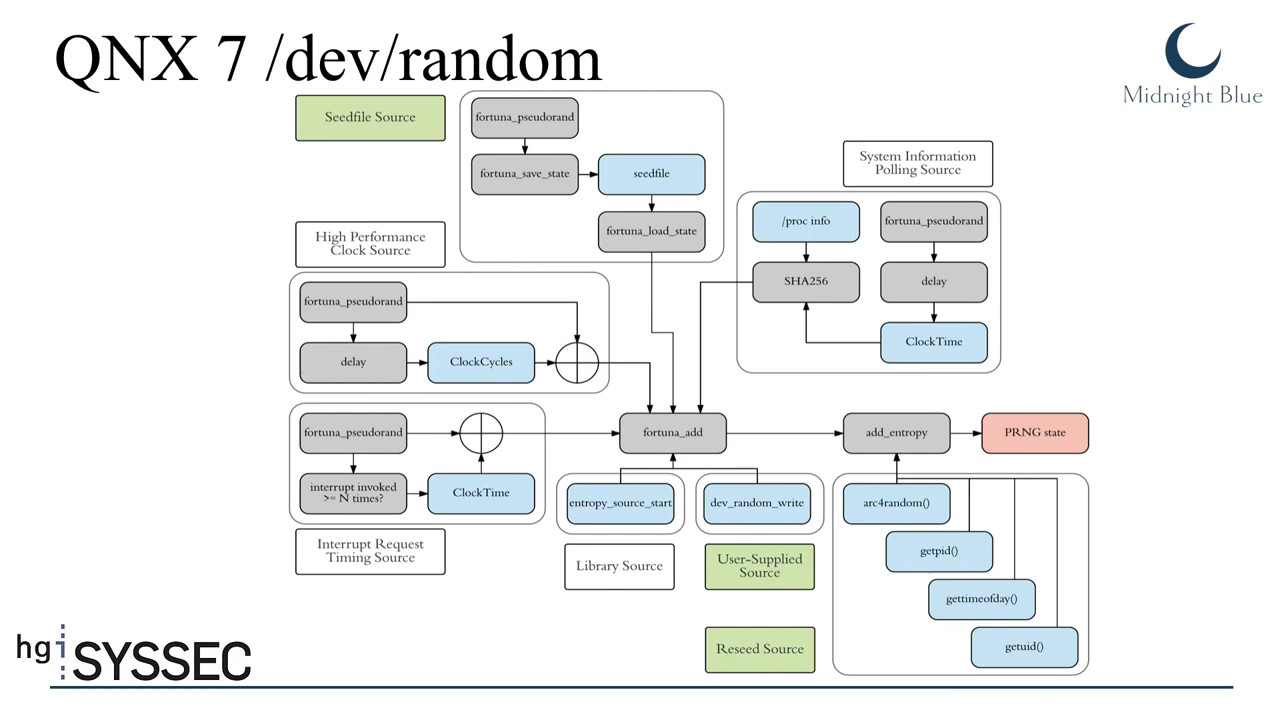 QNX 7 /dev/random
Midnight Blue
Seedfile Source
fortuna_pseudorand
fortuna_save_state
seedfile
fortuna_load_state
System Information
Polling Source
/proc info
fortuna_pseudorand
SHA256
delay
ClockTime
High Performance
Clock Source
fortuna_pseudorand
delay
ClockCycles
fortuna_pseudorand
interrupt invoked
>= N times?
ClockTime
Interrupt Request
Timing Source
fortuna_add
add_entropy
PRNG state
entropy_source_start
dev_random_write
Library Source
User-Supplied
Source
arc4random()
getpid()
gettimeofday()
getuid()
Reseed Source
hgi SYSSEC